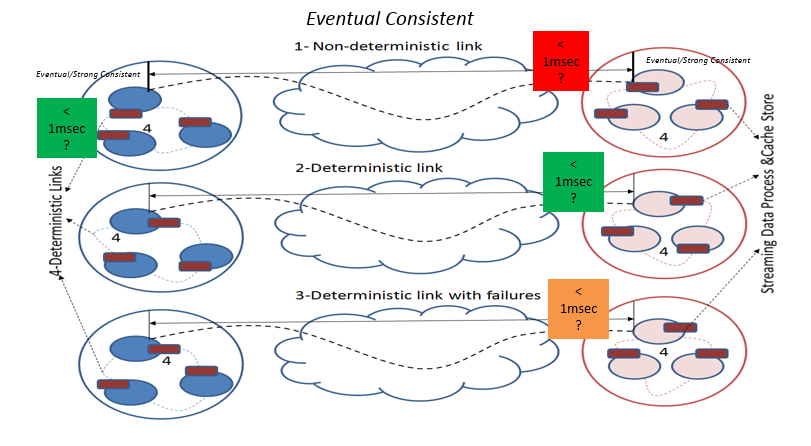 Eventual Consistent
1- Non-deterministic link
<
1msec
?
Eventual/Strong Consistent
Eventual/Strong Consistent
<
1msec
?
4
4
2-Deterministic link
<
1msec
?
4
4
3-Deterministic link with failures
<
1msec
?
4
4
4-Deterministic Links
Streaming Data Process &Cache Store